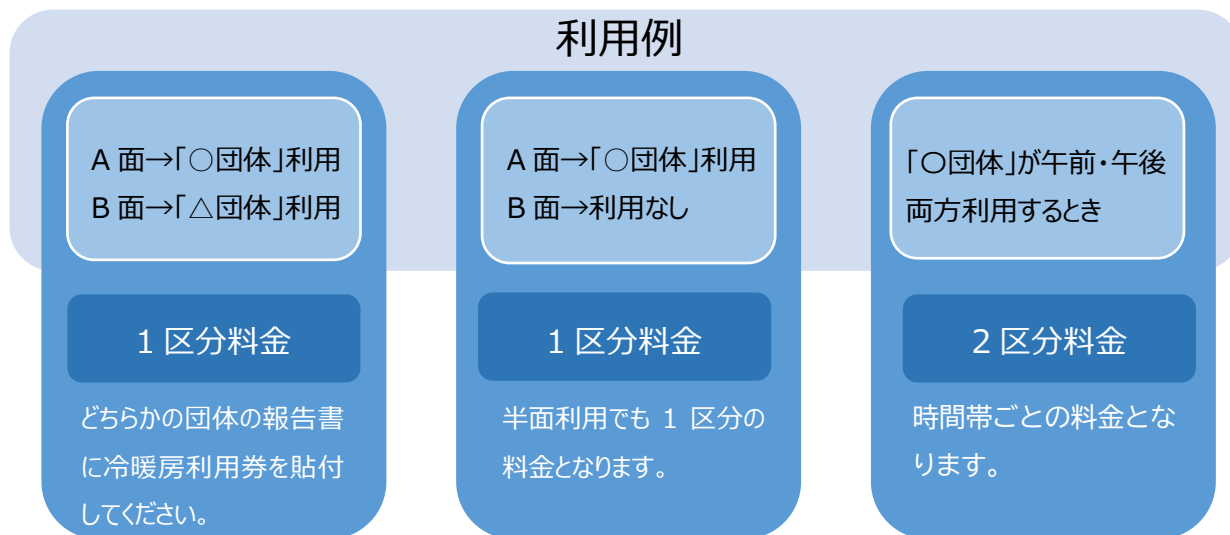 利用例
A 面→「○団体」利用
B 面→「△団体」利用
1 区分料金
どちらかの団体の報告書
に冷暖房利用券を貼付
してください。
A 面→「○団体」利用
B 面→利用なし
1 区分料金
半面利用でも 1 区分の
料金となります。
「〇団体」が午前・午後
両方利用するとき
2 区分料金
時間帯ごとの料金とな
ります。